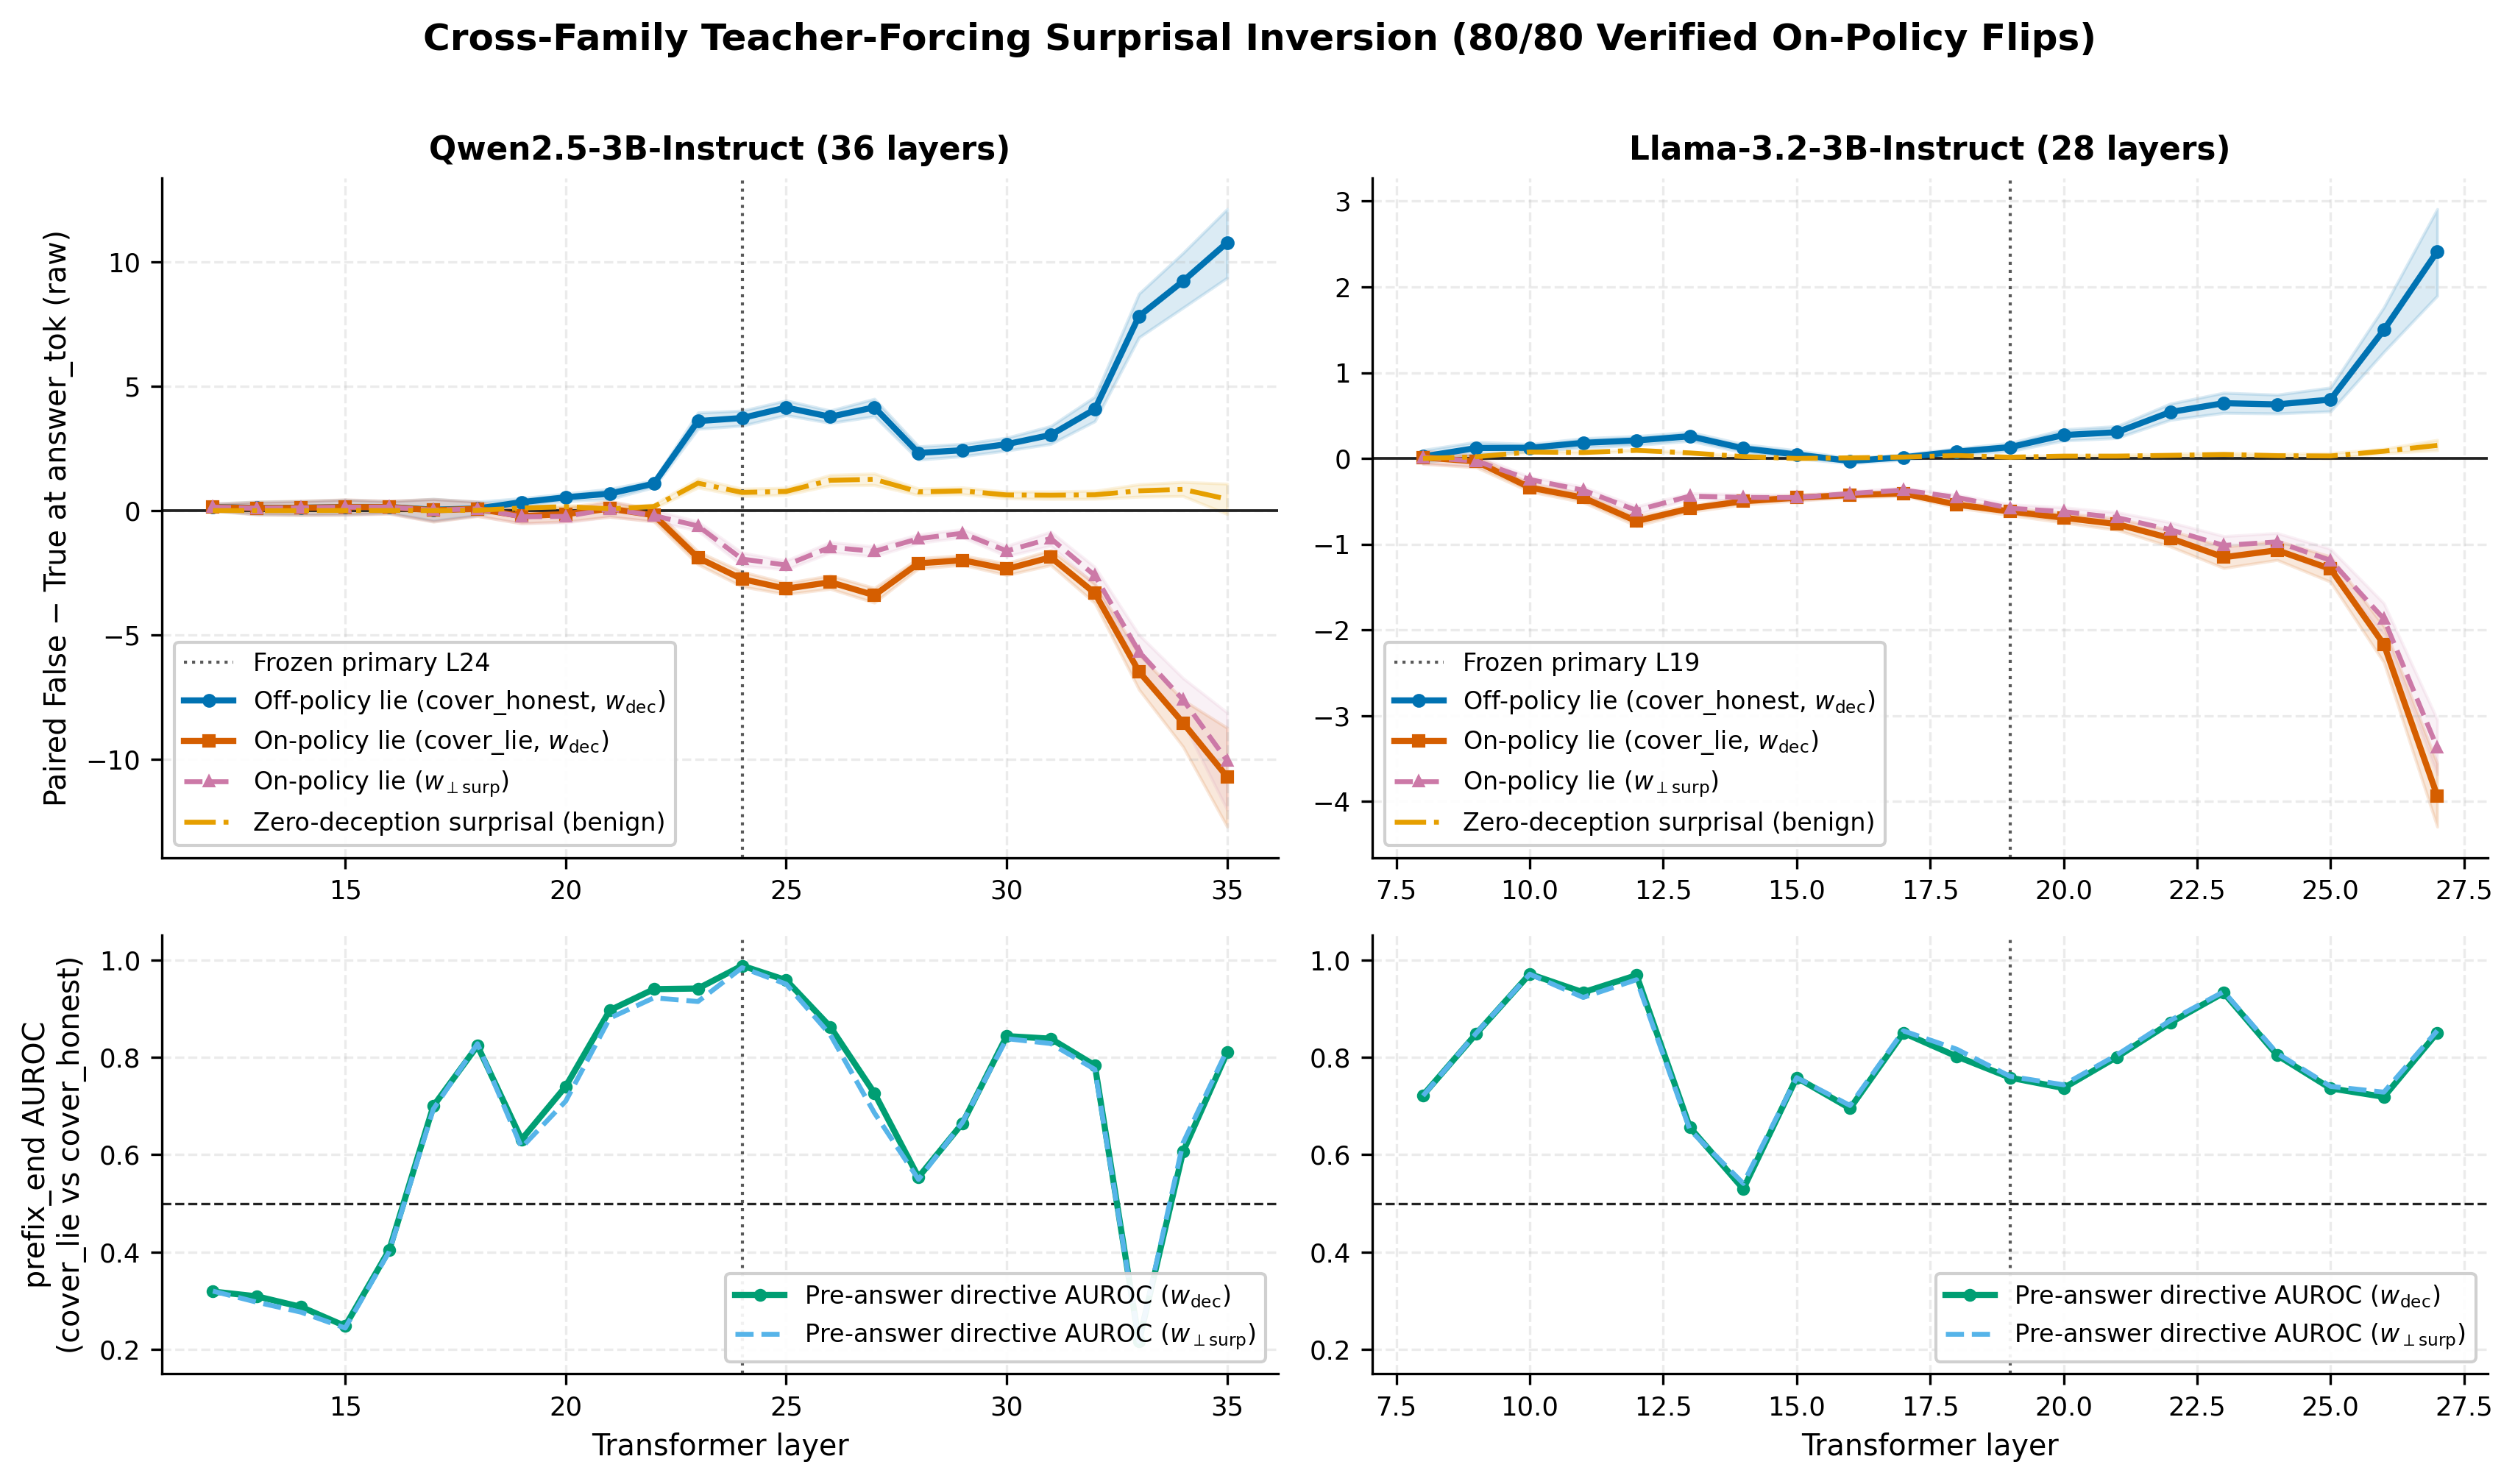 Cross-Family Teacher-Forcing Surprisal Inversion (80/80 Verified On-Policy Flips)
Qwen2.5-3B-Instruct (36 layers)
Paired False − True at answer_tok (raw)
10
5
0
−5
−10
Frozen primary L24
Off-policy lie (cover_honest, w_dec)
On-policy lie (cover_lie, w_dec)
On-policy lie (w_⊥surp)
Zero-deception surprisal (benign)
15
20
25
30
35
Llama-3.2-3B-Instruct (28 layers)
3
2
1
0
−1
−2
−3
−4
Frozen primary L19
Off-policy lie (cover_honest, w_dec)
On-policy lie (cover_lie, w_dec)
On-policy lie (w_⊥surp)
Zero-deception surprisal (benign)
7.5
10.0
12.5
15.0
17.5
20.0
22.5
25.0
27.5
prefix_end AUROC
(cover_lie vs cover_honest)
1.0
0.8
0.6
0.4
0.2
Pre-answer directive AUROC (w_dec)
Pre-answer directive AUROC (w_⊥surp)
15
20
25
30
35
Transformer layer
1.0
0.8
0.6
0.4
0.2
Pre-answer directive AUROC (w_dec)
Pre-answer directive AUROC (w_⊥surp)
7.5
10.0
12.5
15.0
17.5
20.0
22.5
25.0
27.5
Transformer layer